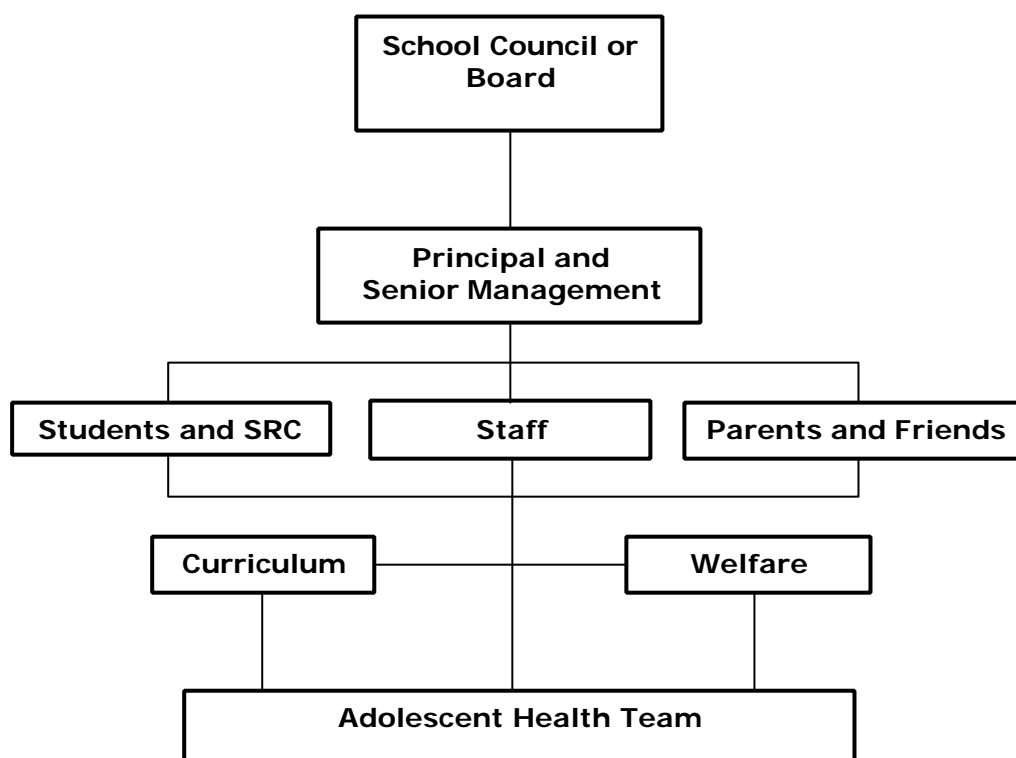 School Council or
Board
Principal and
Senior Management
Students and SRC
Staff
Parents and Friends
Curriculum
Welfare
Adolescent Health Team